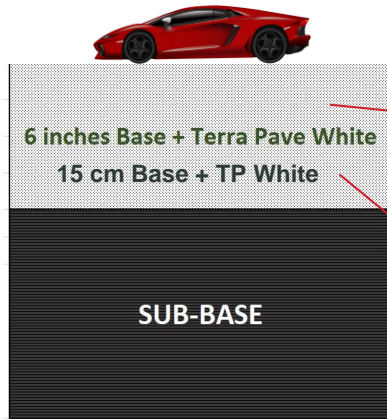 6 inches Base + Terra Pave White
15 cm Base + TP White
SUB-BASE